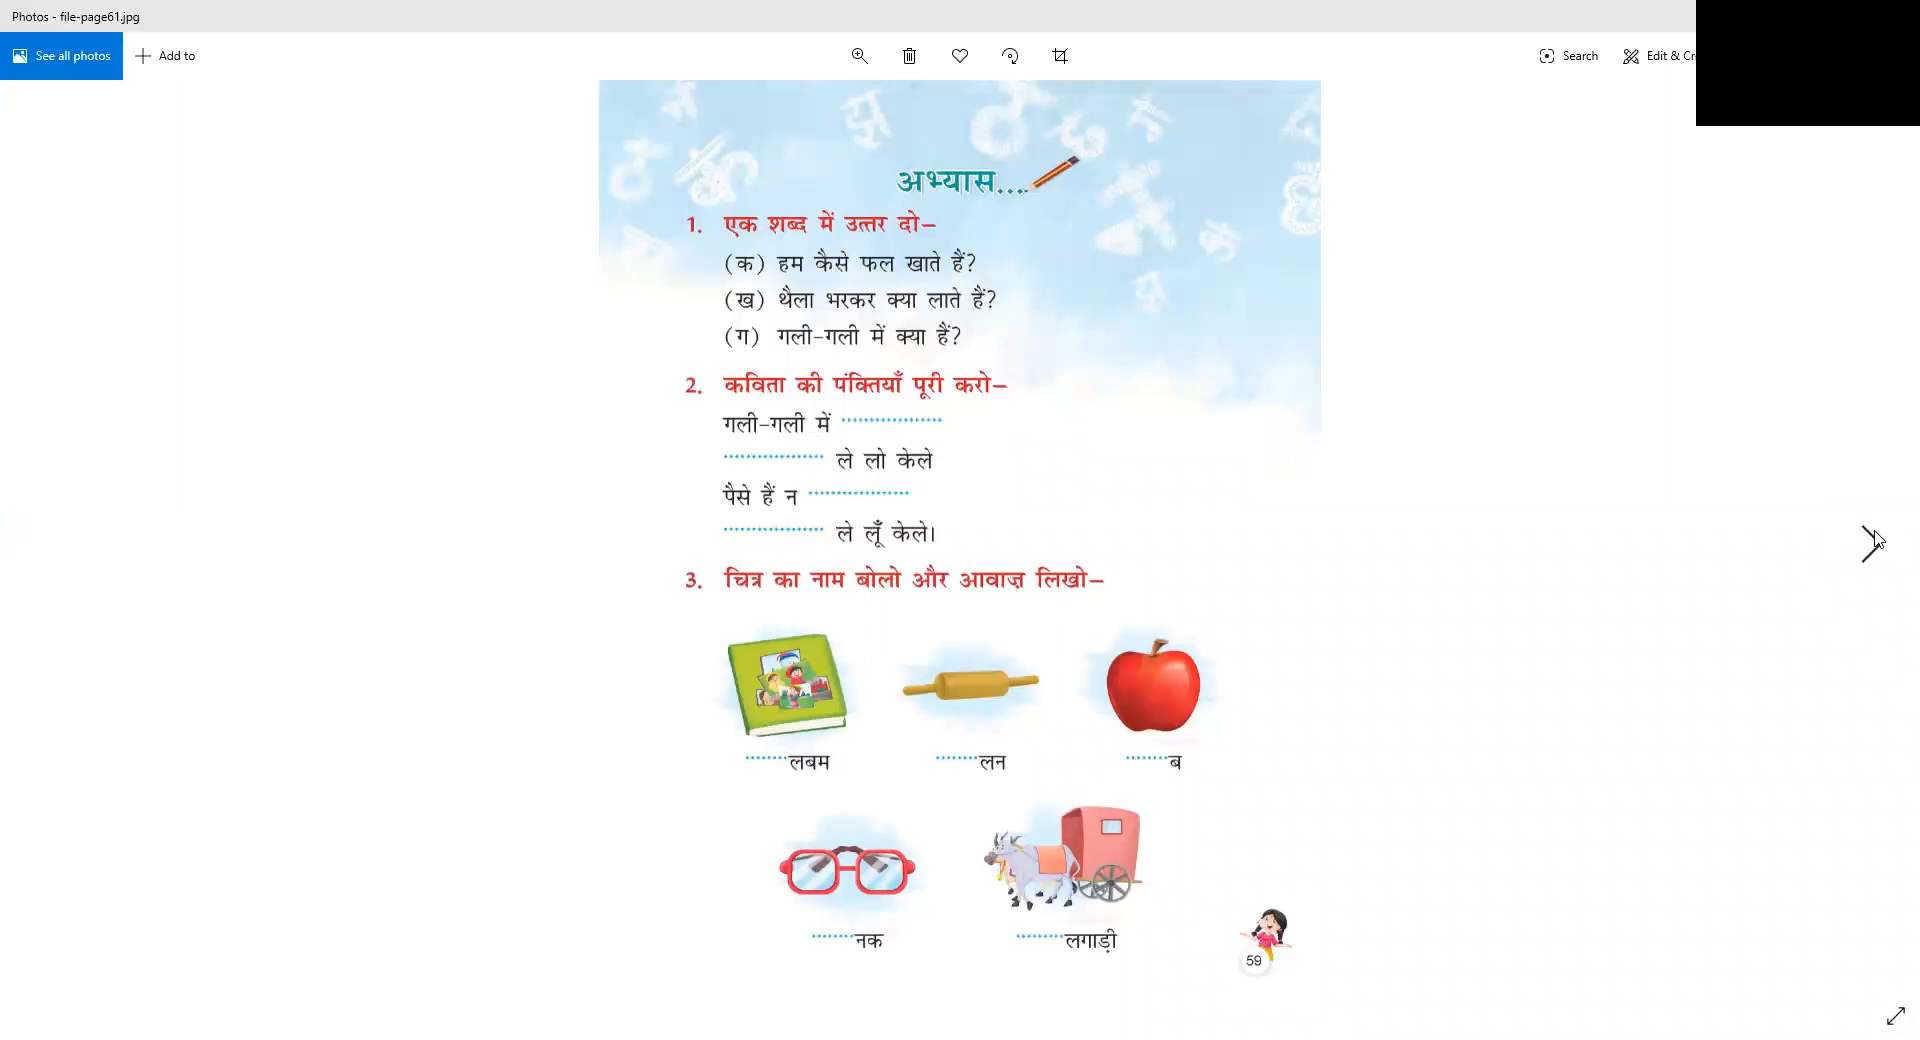 Photos - file-page61.jpg
See all photos
Add to
Search
Edit & Cr
अभ्यास...
1. एक शब्द में उत्तर दो–
(क) हम कैसे फल खाते हैं?
(ख) थैला भरकर क्या लाते हैं?
(ग) गली-गली में क्या हैं?
2. कविता की पंक्तियाँ पूरी करो–
गली-गली में ..................
.................. ले लो केले
पैसे हैं न ..................
.................. ले लूँ केले।
3. चित्र का नाम बोलो और आवाज़ लिखो–
........लबम ........लन ........ब
........नक .........लगाड़ी
59